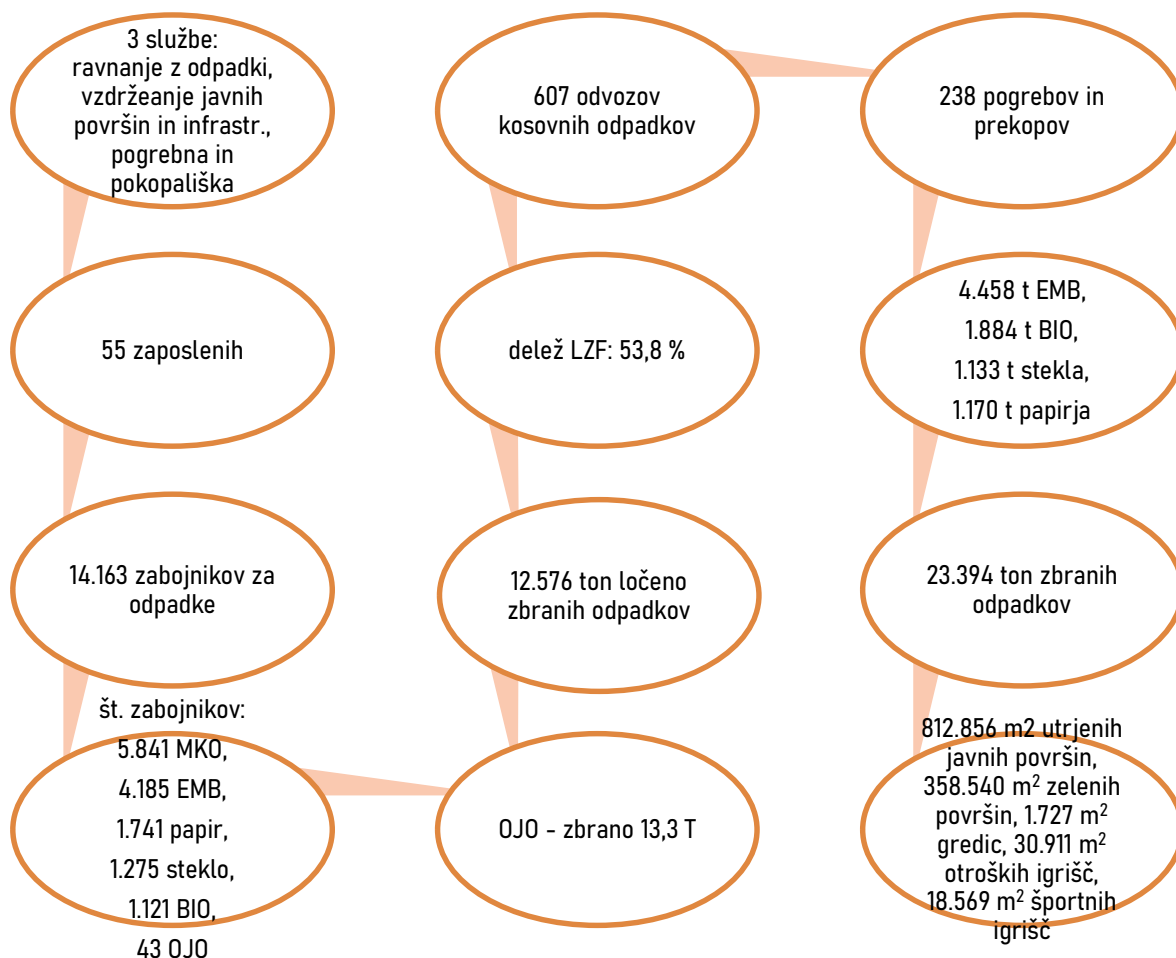 3 službe:
ravnanje z odpadki,
vzdržeanje javnih
površin in infrastr.,
pogrebna in
pokopališka
55 zaposlenih
14.163 zabojnikov za
odpadke
št. zabojnikov:
5.841 MKO,
4.185 EMB,
1.741 papir,
1.275 steklo,
1.121 BIO,
43 OJO
OJO - zbrano 13,3 T
12.576 ton ločeno
zbranih odpadkov
delež LZF: 53,8 %
607 odvozov
kosovnih odpadkov
238 pogrebov in
prekopov
4.458 t EMB,
1.884 t BIO,
1.133 t stekla,
1.170 t papirja
23.394 ton zbranih
odpadkov
812.856 m2 utrjenih
javnih površin,
358.540 m² zelenih
površin, 1.727 m²
gredic, 30.911 m²
otroških igrišč,
18.569 m² športnih
igrišč